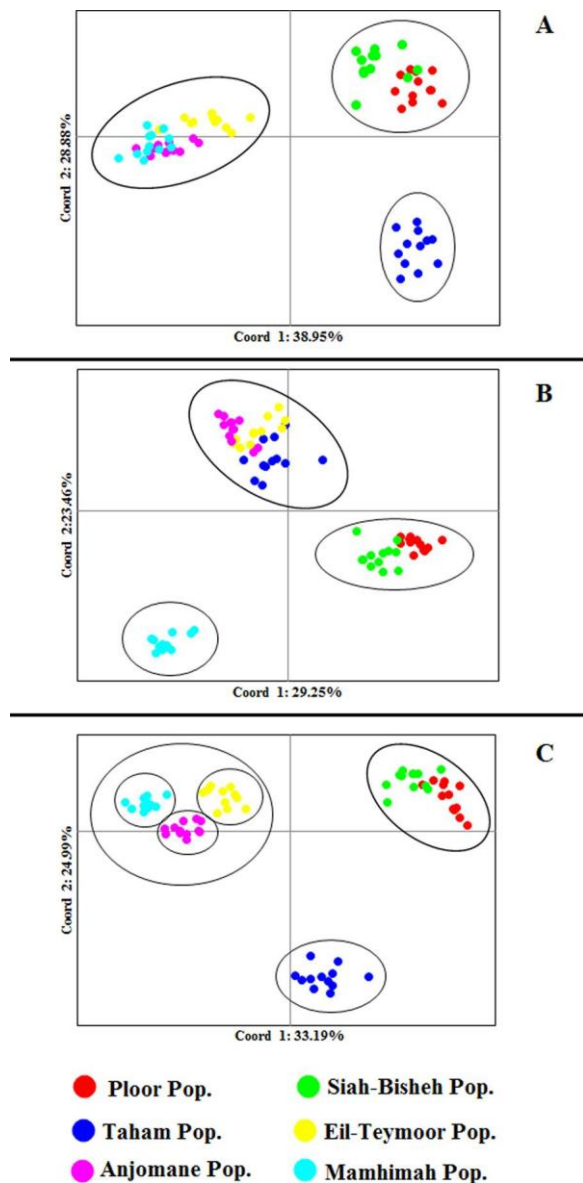 A
Coord 2: 28.88%
Coord 1: 38.95%
B
Coord 2:23.46%
Coord 1: 29.25%
C
Coord 2: 24.99%
Coord 1: 33.19%
Ploor Pop.
Siah-Bisheh Pop.
Taham Pop.
Eil-Teymoor Pop.
Anjomane Pop.
Mamhimah Pop.